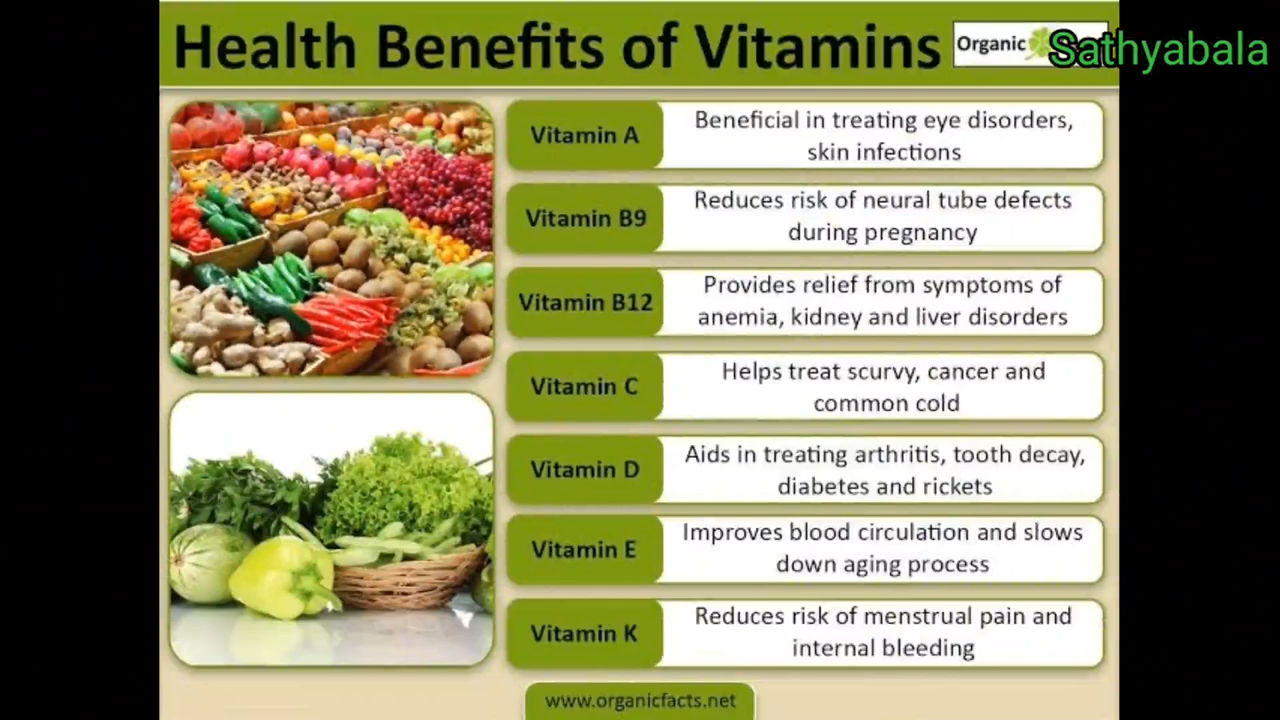 Health Benefits of Vitamins
Organic
Sathyabala
Vitamin A
Beneficial in treating eye disorders,
skin infections
Vitamin B9
Reduces risk of neural tube defects
during pregnancy
Vitamin B12
Provides relief from symptoms of
anemia, kidney and liver disorders
Vitamin C
Helps treat scurvy, cancer and
common cold
Vitamin D
Aids in treating arthritis, tooth decay,
diabetes and rickets
Vitamin E
Improves blood circulation and slows
down aging process
Vitamin K
Reduces risk of menstrual pain and
internal bleeding
www.organicfacts.net